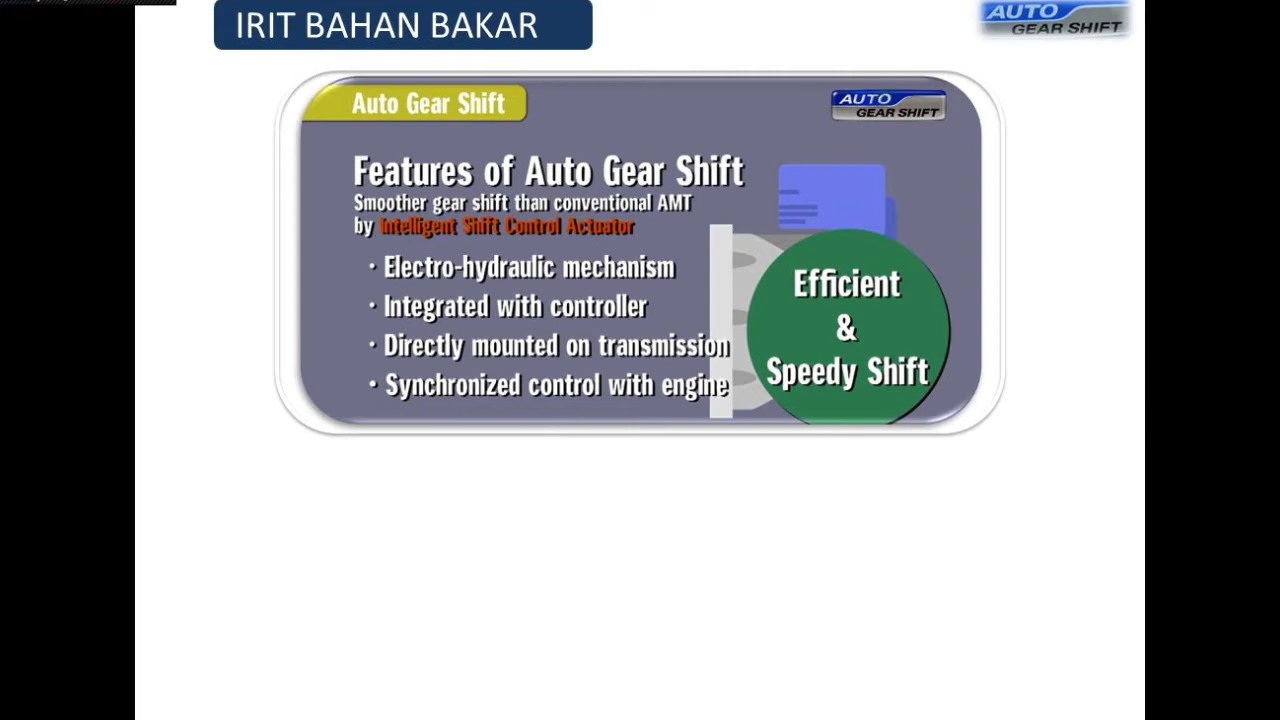 IRIT BAHAN BAKAR
AUTO
GEAR SHIFT
Auto Gear Shift
AUTO
GEAR SHIFT
Features of Auto Gear Shift
Smoother gear shift than conventional AMT
by Intelligent Shift Control Actuator
· Electro-hydraulic mechanism
· Integrated with controller
· Directly mounted on transmission
· Synchronized control with engine
Efficient
&
Speedy Shift